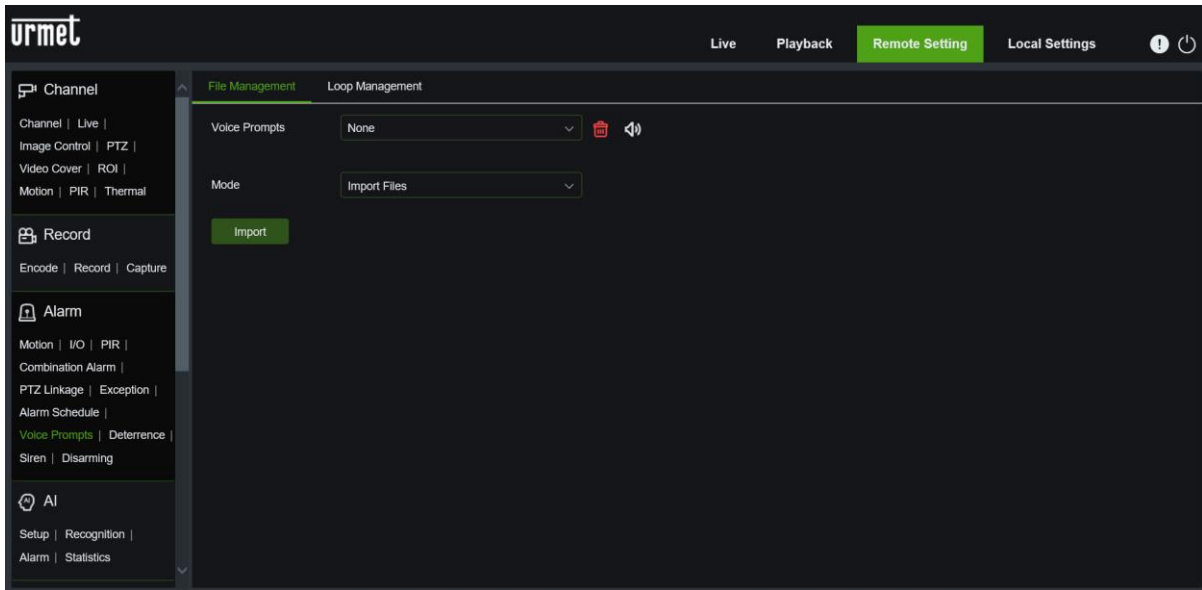 urmet
Live Playback Remote Setting Local Settings
Channel
Channel | Live |
Image Control | PTZ |
Video Cover | ROI |
Motion | PIR | Thermal
Record
Encode | Record | Capture
Alarm
Motion | I/O | PIR |
Combination Alarm |
PTZ Linkage | Exception |
Alarm Schedule |
Voice Prompts | Deterrence |
Siren | Disarming
AI
AI
Setup | Recognition |
Alarm | Statistics
File Management Loop Management
Voice Prompts None
Mode Import Files
Import